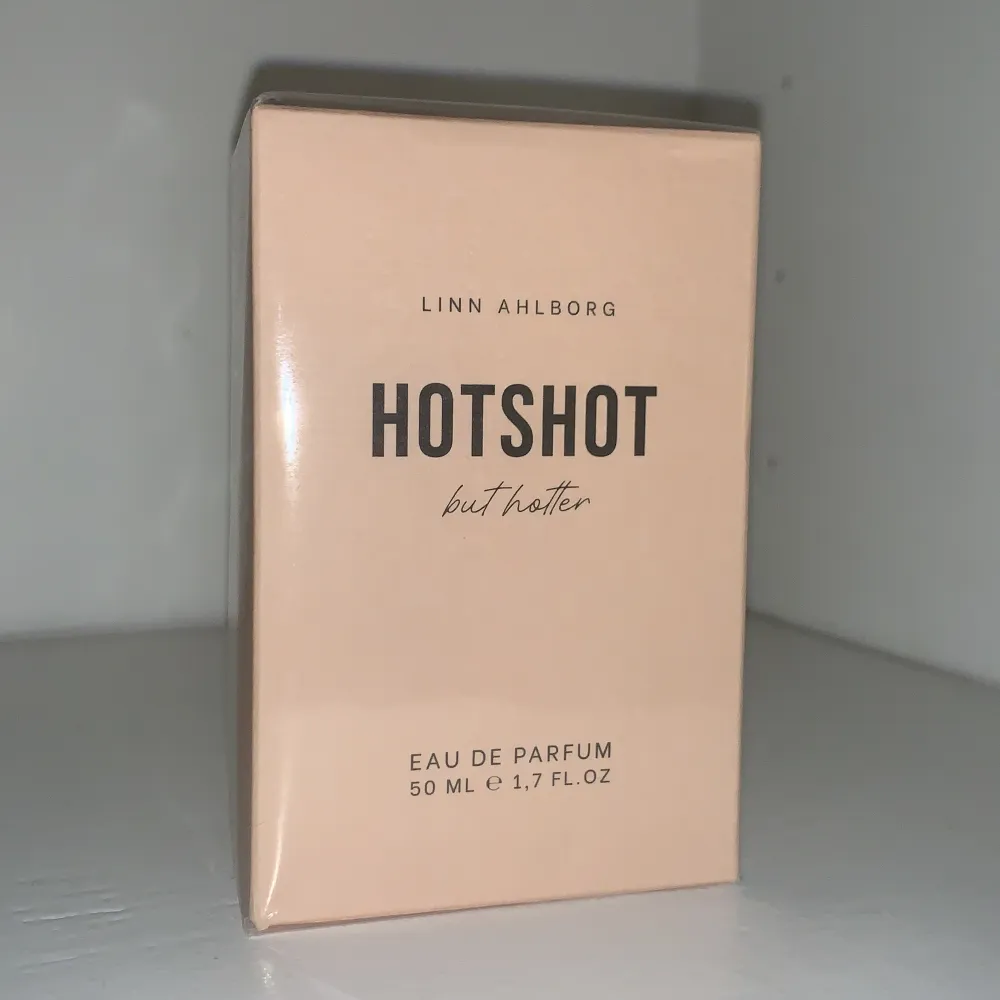 LINN AHLBORG
HOTSHOT
but hotter
EAU DE PARFUM
50 ML ℮ 1,7 FL.OZ